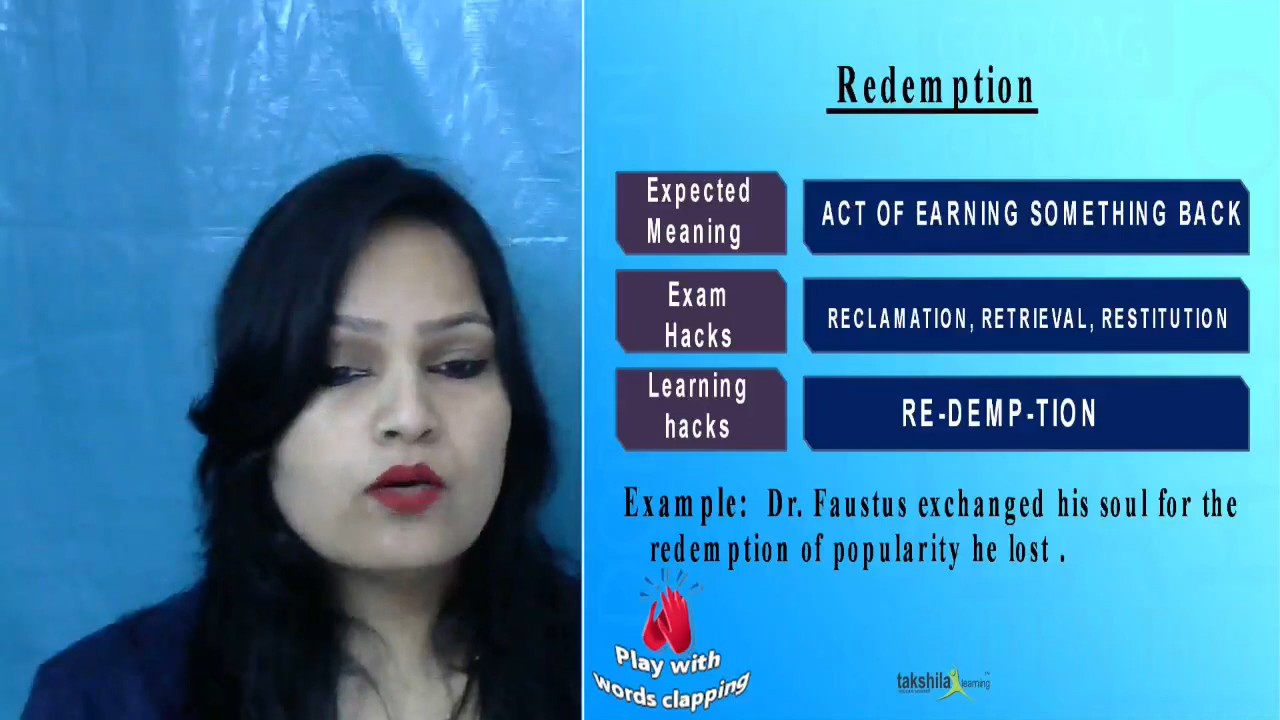 Redemption
Expected
Meaning
ACT OF EARNING SOMETHING BACK
Exam
Hacks
RECLAMATION, RETRIEVAL, RESTITUTION
Learning
hacks
RE-DEMP-TION
Example: Dr. Faustus exchanged his soul for the
redemption of popularity he lost .
Play with
words clapping
takshila learning